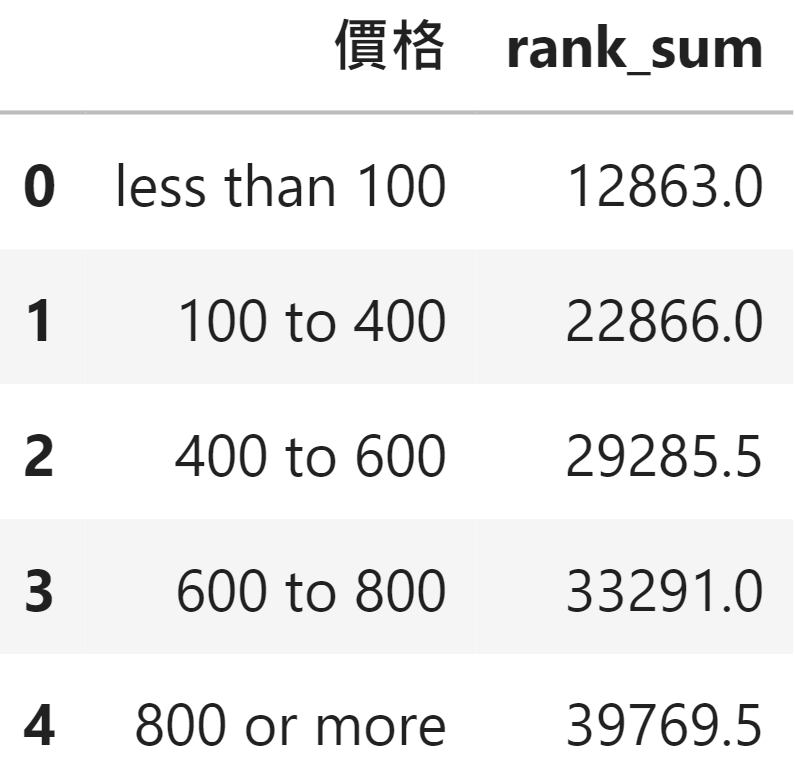 價格 rank_sum
0 less than 100 12863.0
1 100 to 400 22866.0
2 400 to 600 29285.5
3 600 to 800 33291.0
4 800 or more 39769.5